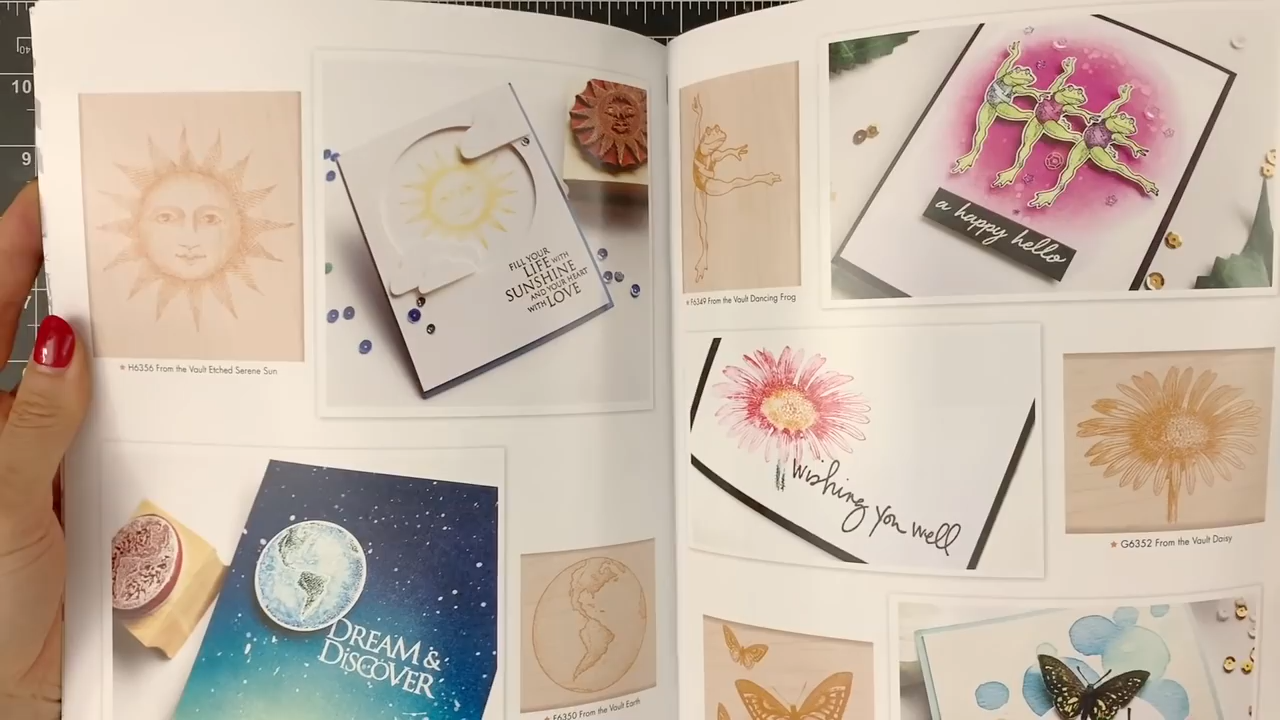 10
9
FILL YOUR
LIFE WITH
SUNSHINE
AND YOUR HEART
WITH LOVE
★ H6356 From the Vault Etched Serene Sun
DREAM &
DISCOVER
★ F6350 From the Vault Earth
★ F6349 From the Vault Dancing Frog
a happy hello
Wishing you well
★ G6352 From the Vault Daisy